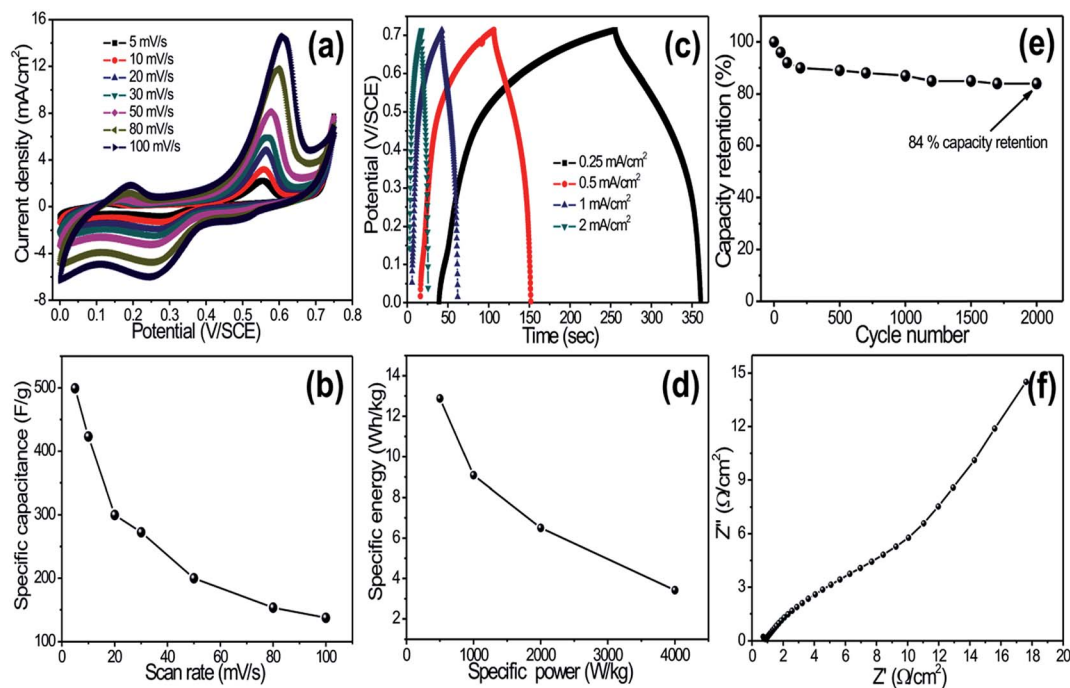 (a)
16
12
8
4
0
-4
-8
Current density (mA/cm²)
5 mV/s
10 mV/s
20 mV/s
30 mV/s
50 mV/s
80 mV/s
100 mV/s
0.0 0.1 0.2 0.3 0.4 0.5 0.6 0.7 0.8
Potential (V/SCE)
(c)
0.7
0.6
0.5
0.4
0.3
0.2
0.1
0.0
Potential (V/SCE)
0.25 mA/cm²
0.5 mA/cm²
1 mA/cm²
2 mA/cm²
0 50 100 150 200 250 300 350
Time (sec)
(e)
120
100
80
60
40
20
0
Capacity retention (%)
84 % capacity retention
0 500 1000 1500 2000
Cycle number
(b)
500
400
300
200
100
Specific capacitance (F/g)
0 20 40 60 80 100
Scan rate (mV/s)
(d)
14
12
10
8
6
4
2
Specific energy (Wh/kg)
0 1000 2000 3000 4000
Specific power (W/kg)
(f)
15
12
9
6
3
0
Z'' (Ω/cm²)
0 2 4 6 8 10 12 14 16 18 20
Z' (Ω/cm²)